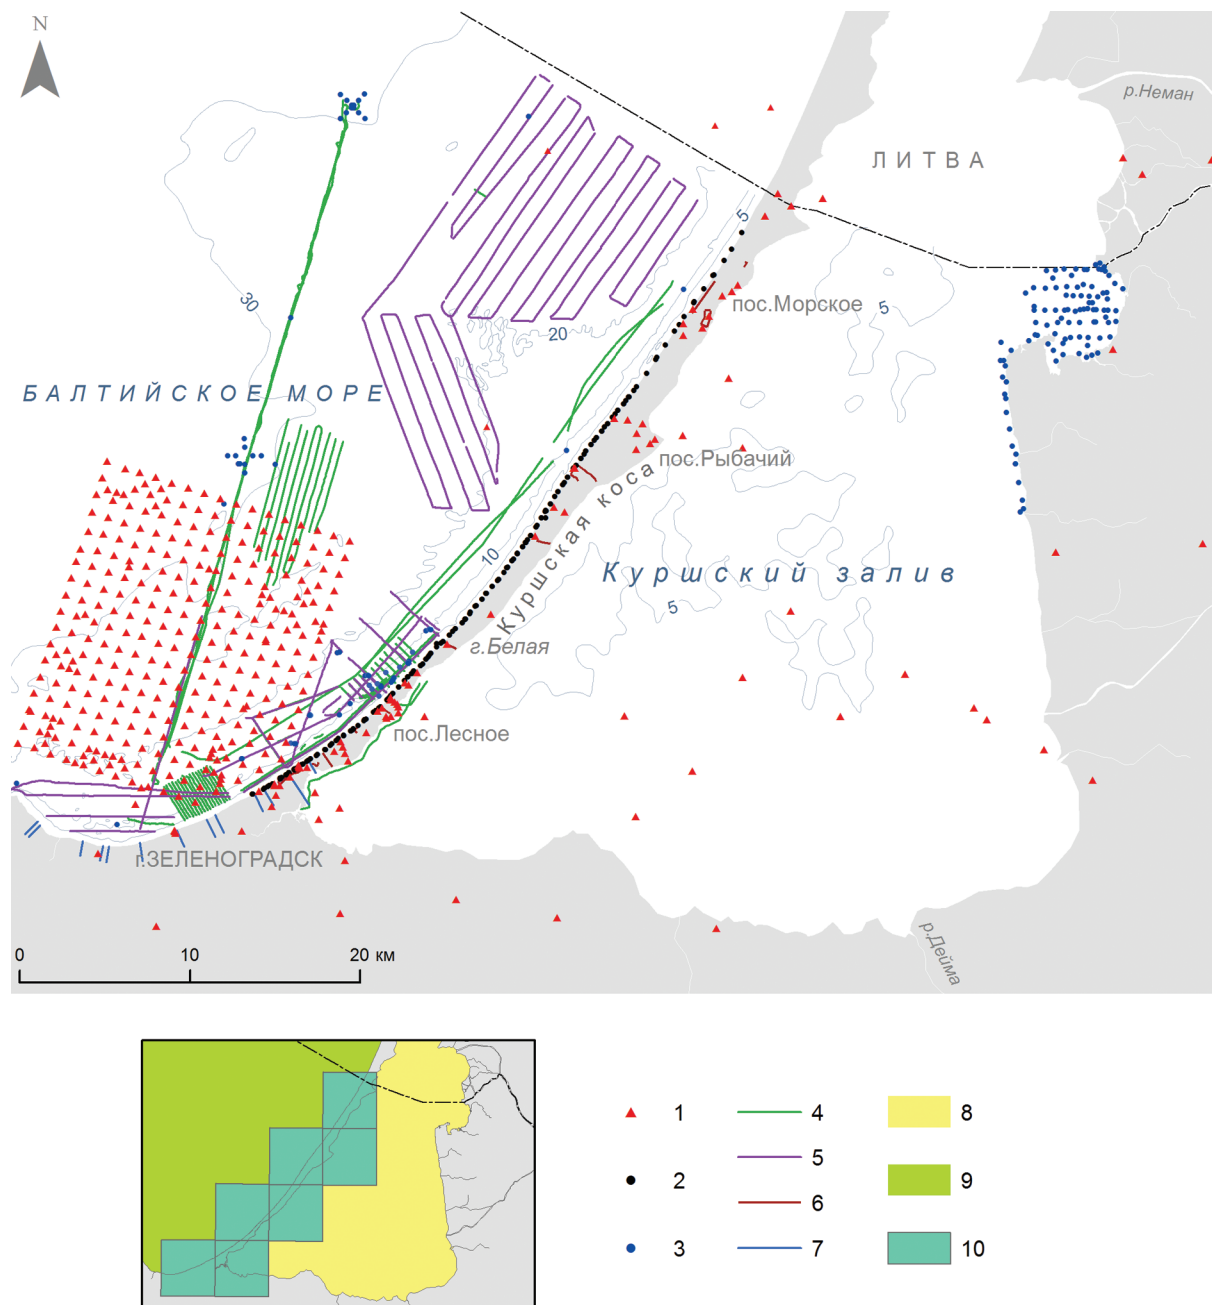 N
р.Неман
ЛИТВА
5
пос.Морское
30
5
20
БАЛТИЙСКОЕ МОРЕ
пос.Рыбачий
Куршская коса
10
Куршский залив
5
г.Белая
пос.Лесное
г.ЗЕЛЕНОГРАДСК
р.Дейма
0 10 20 км
1 4 8
5
2 9
6
3 7 10